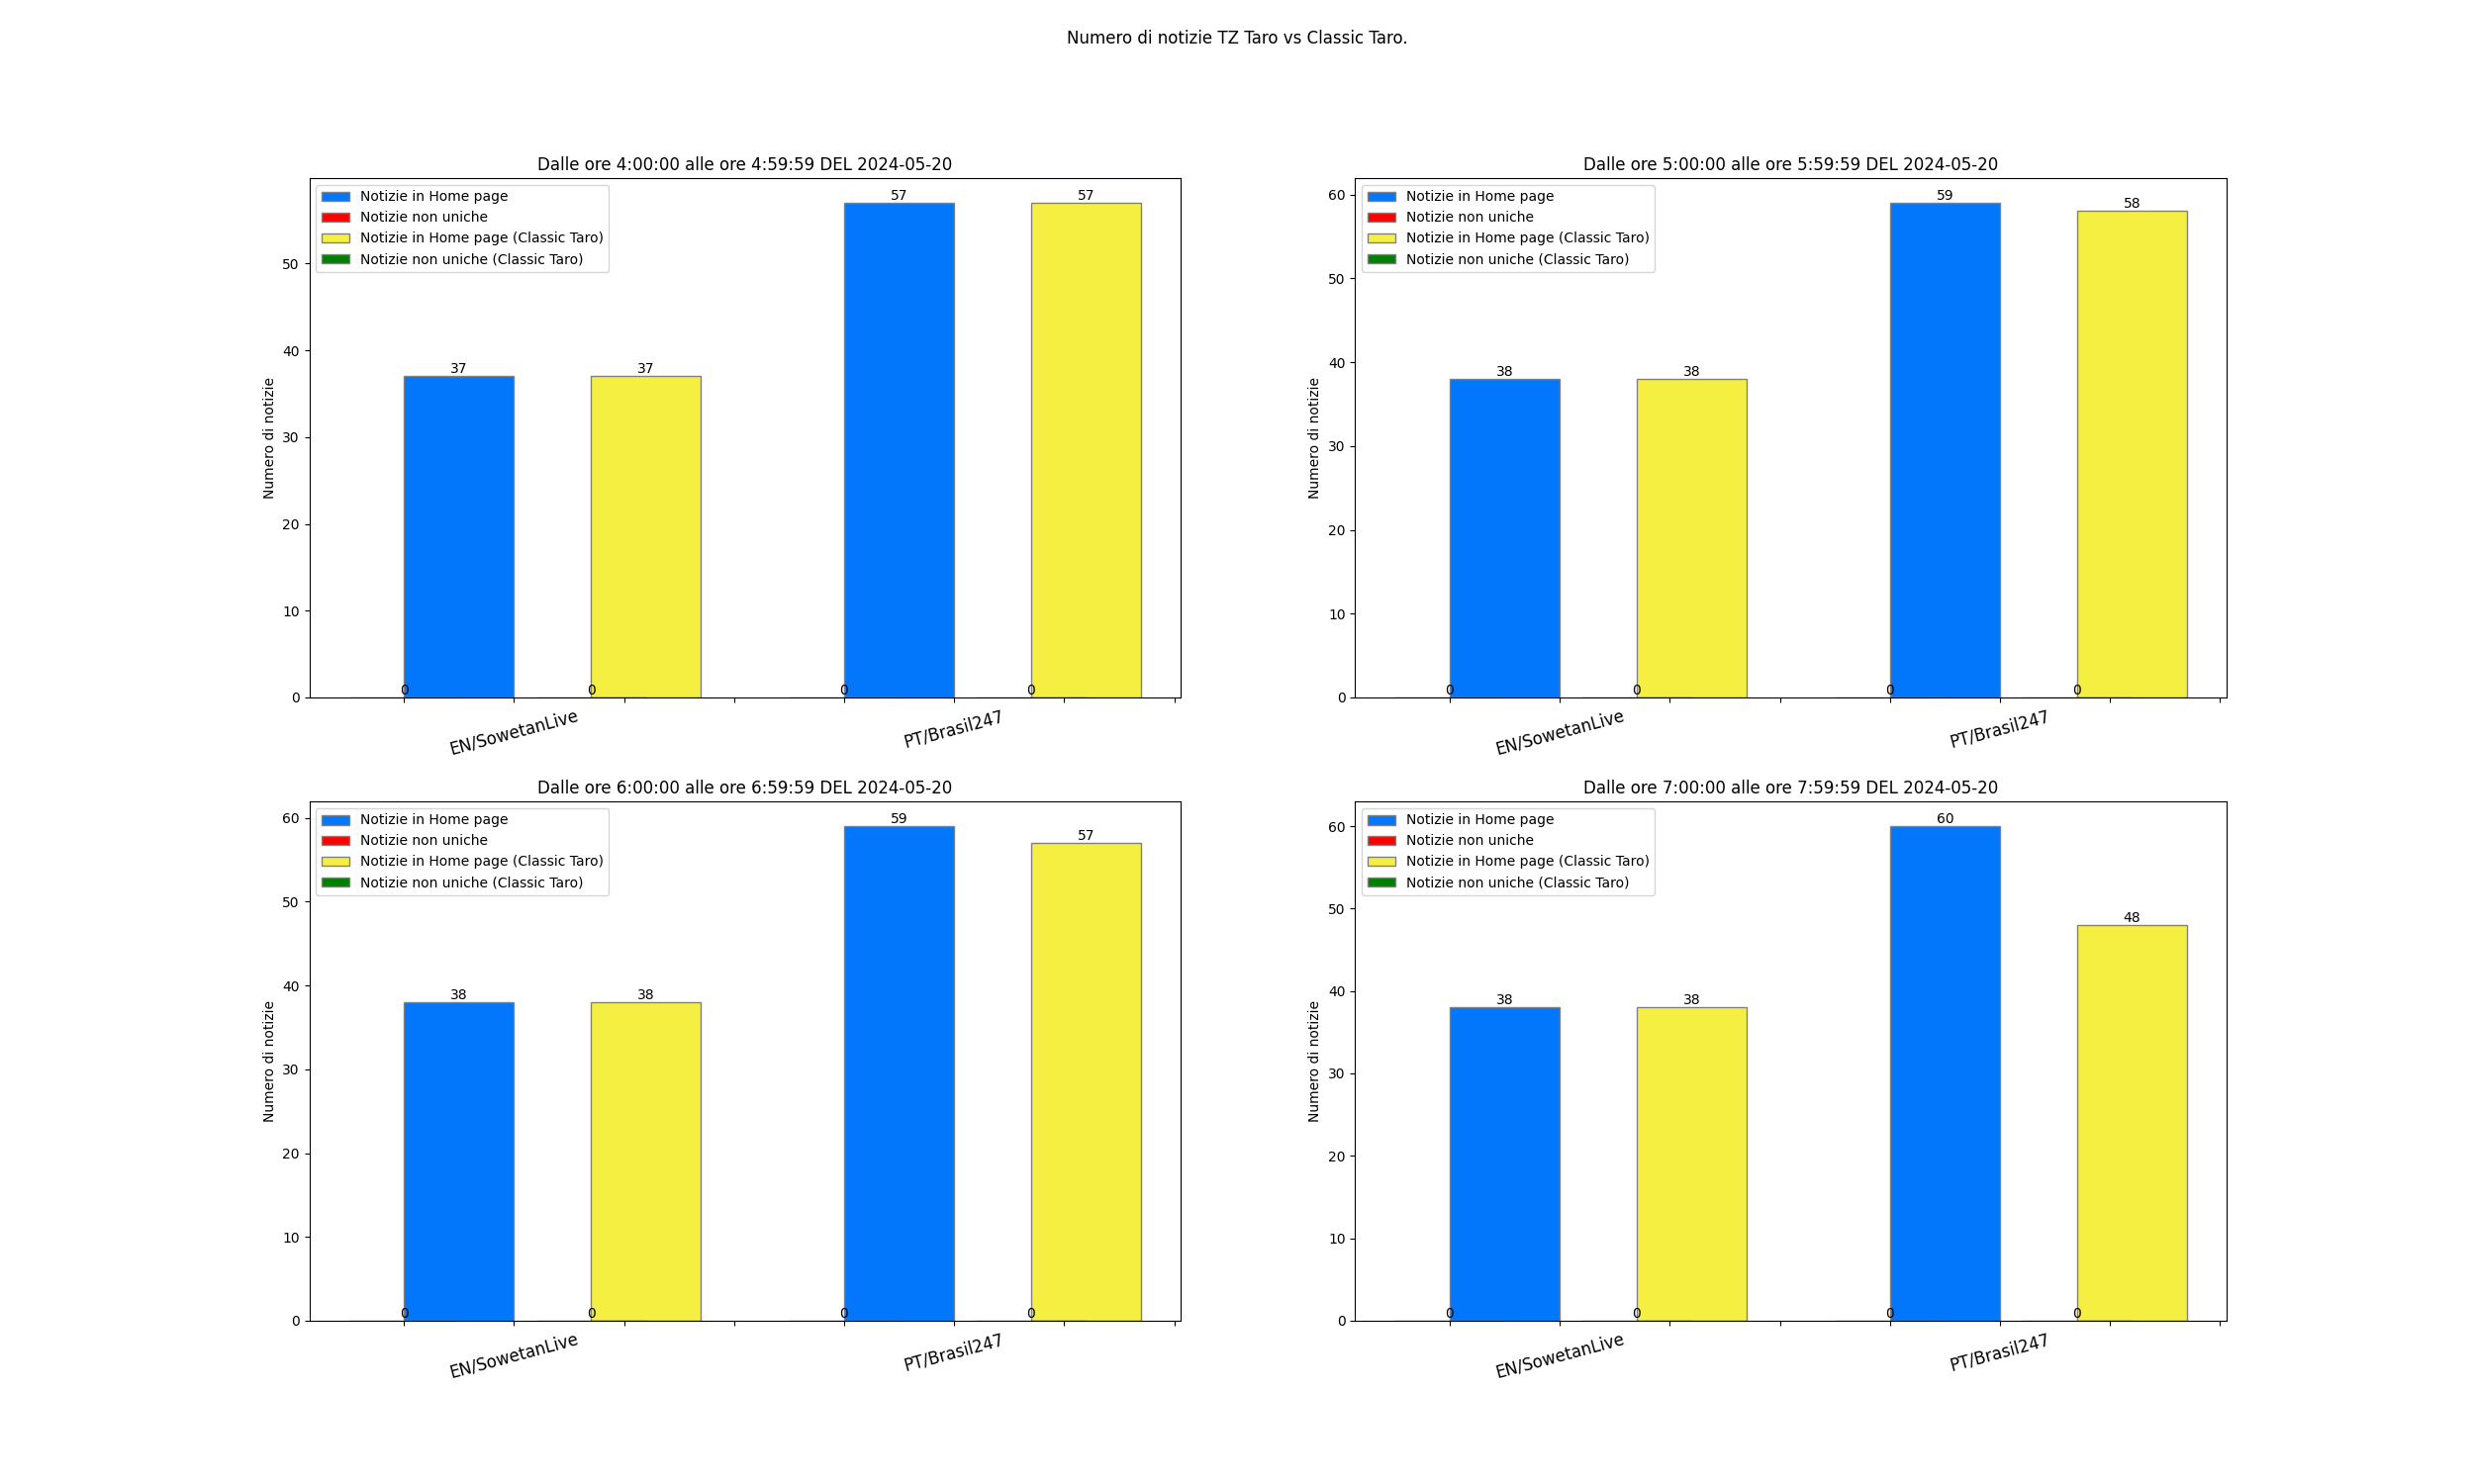 Numero di notizie TZ Taro vs Classic Taro.
Dalle ore 4:00:00 alle ore 4:59:59 DEL 2024-05-20
Notizie in Home page
Notizie non uniche
Notizie in Home page (Classic Taro)
Notizie non uniche (Classic Taro)
Numero di notizie
50
40
30
20
10
0
37
37
57
57
0
0
0
0
EN/SowetanLive
PT/Brasil247
Dalle ore 5:00:00 alle ore 5:59:59 DEL 2024-05-20
Notizie in Home page
Notizie non uniche
Notizie in Home page (Classic Taro)
Notizie non uniche (Classic Taro)
Numero di notizie
60
50
40
30
20
10
0
38
38
59
58
0
0
0
0
EN/SowetanLive
PT/Brasil247
Dalle ore 6:00:00 alle ore 6:59:59 DEL 2024-05-20
Notizie in Home page
Notizie non uniche
Notizie in Home page (Classic Taro)
Notizie non uniche (Classic Taro)
Numero di notizie
60
50
40
30
20
10
0
38
38
59
57
0
0
0
0
EN/SowetanLive
PT/Brasil247
Dalle ore 7:00:00 alle ore 7:59:59 DEL 2024-05-20
Notizie in Home page
Notizie non uniche
Notizie in Home page (Classic Taro)
Notizie non uniche (Classic Taro)
Numero di notizie
60
50
40
30
20
10
0
38
38
60
48
0
0
0
0
EN/SowetanLive
PT/Brasil247